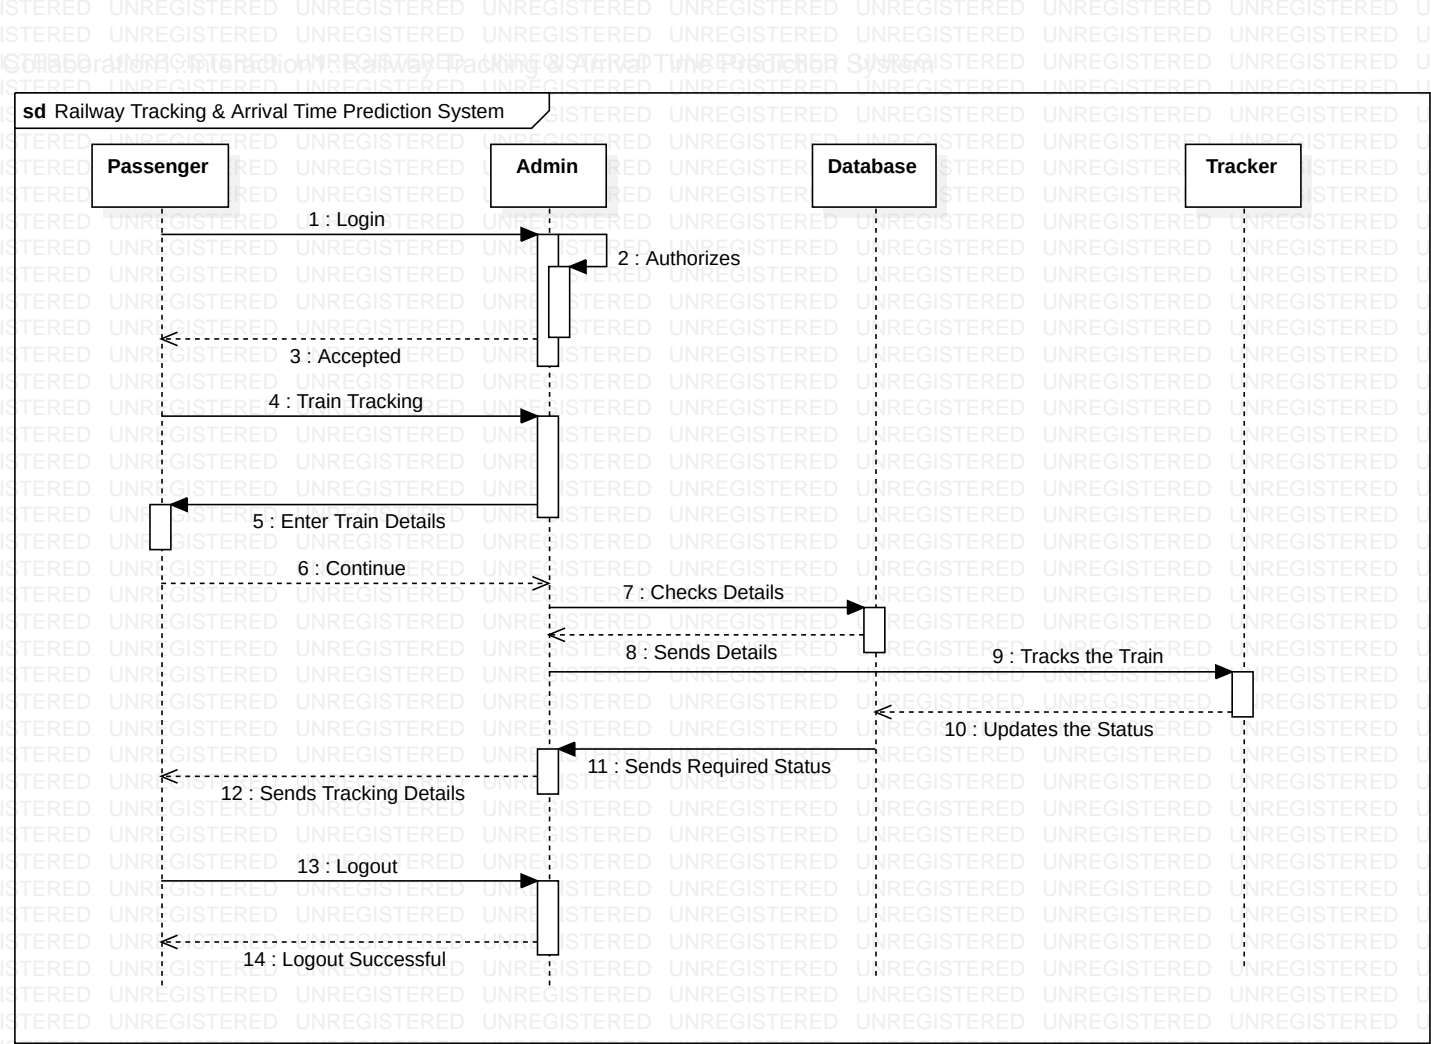 Collaboration1::Interaction1::Railway Tracking & Arrival Time Prediction System
sd Railway Tracking & Arrival Time Prediction System
Passenger Admin Database Tracker
1 : Login
2 : Authorizes
3 : Accepted
4 : Train Tracking
5 : Enter Train Details
6 : Continue
7 : Checks Details
8 : Sends Details
9 : Tracks the Train
10 : Updates the Status
11 : Sends Required Status
12 : Sends Tracking Details
13 : Logout
14 : Logout Successful
UNREGISTERED